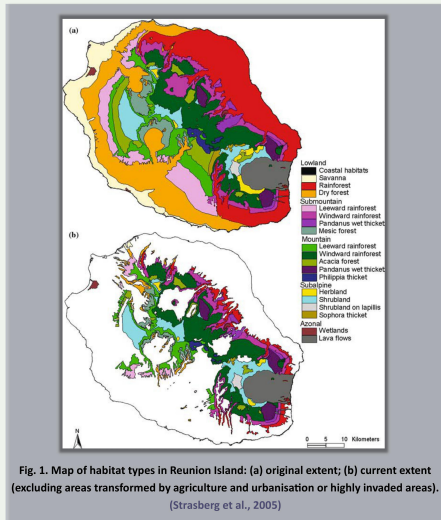 (a)
Lowland
Coastal habitats
Savanna
Rainforest
Dry forest
Submountain
Leeward rainforest
Windward rainforest
Pandanus wet thicket
Mesic forest
Mountain
Leeward rainforest
Windward rainforest
Acacia forest
Pandanus wet thicket
Philippia thicket
Subalpine
Herbland
Shrubland
Shrubland on lapillis
Sophora thicket
Azonal
Wetlands
Lava flows
(b)
N
0 5 10
Kilometers
Fig. 1. Map of habitat types in Reunion Island: (a) original extent; (b) current extent
(excluding areas transformed by agriculture and urbanisation or highly invaded areas).
(Strasberg et al., 2005)